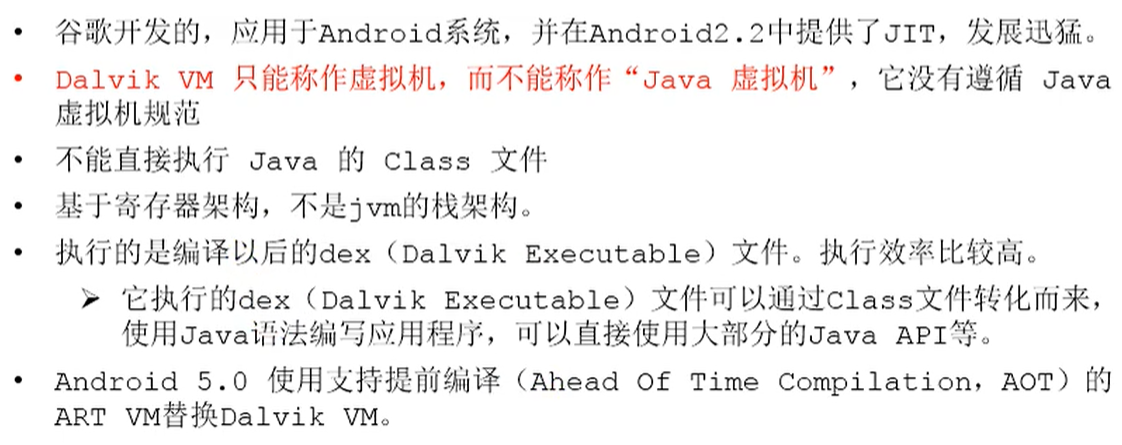 • 谷歌开发的，应用于Android系统，并在Android2.2中提供了JIT，发展迅猛。
• Dalvik VM 只能称作虚拟机，而不能称作“Java 虚拟机”，它没有遵循 Java
虚拟机规范
• 不能直接执行 Java 的 Class 文件
• 基于寄存器架构，不是jvm的栈架构。
• 执行的是编译以后的dex（Dalvik Executable）文件。执行效率比较高。
➢ 它执行的dex（Dalvik Executable）文件可以通过Class文件转化而来，
使用Java语法编写应用程序，可以直接使用大部分的Java API等。
• Android 5.0 使用支持提前编译（Ahead Of Time Compilation，AOT）的
ART VM替换Dalvik VM。